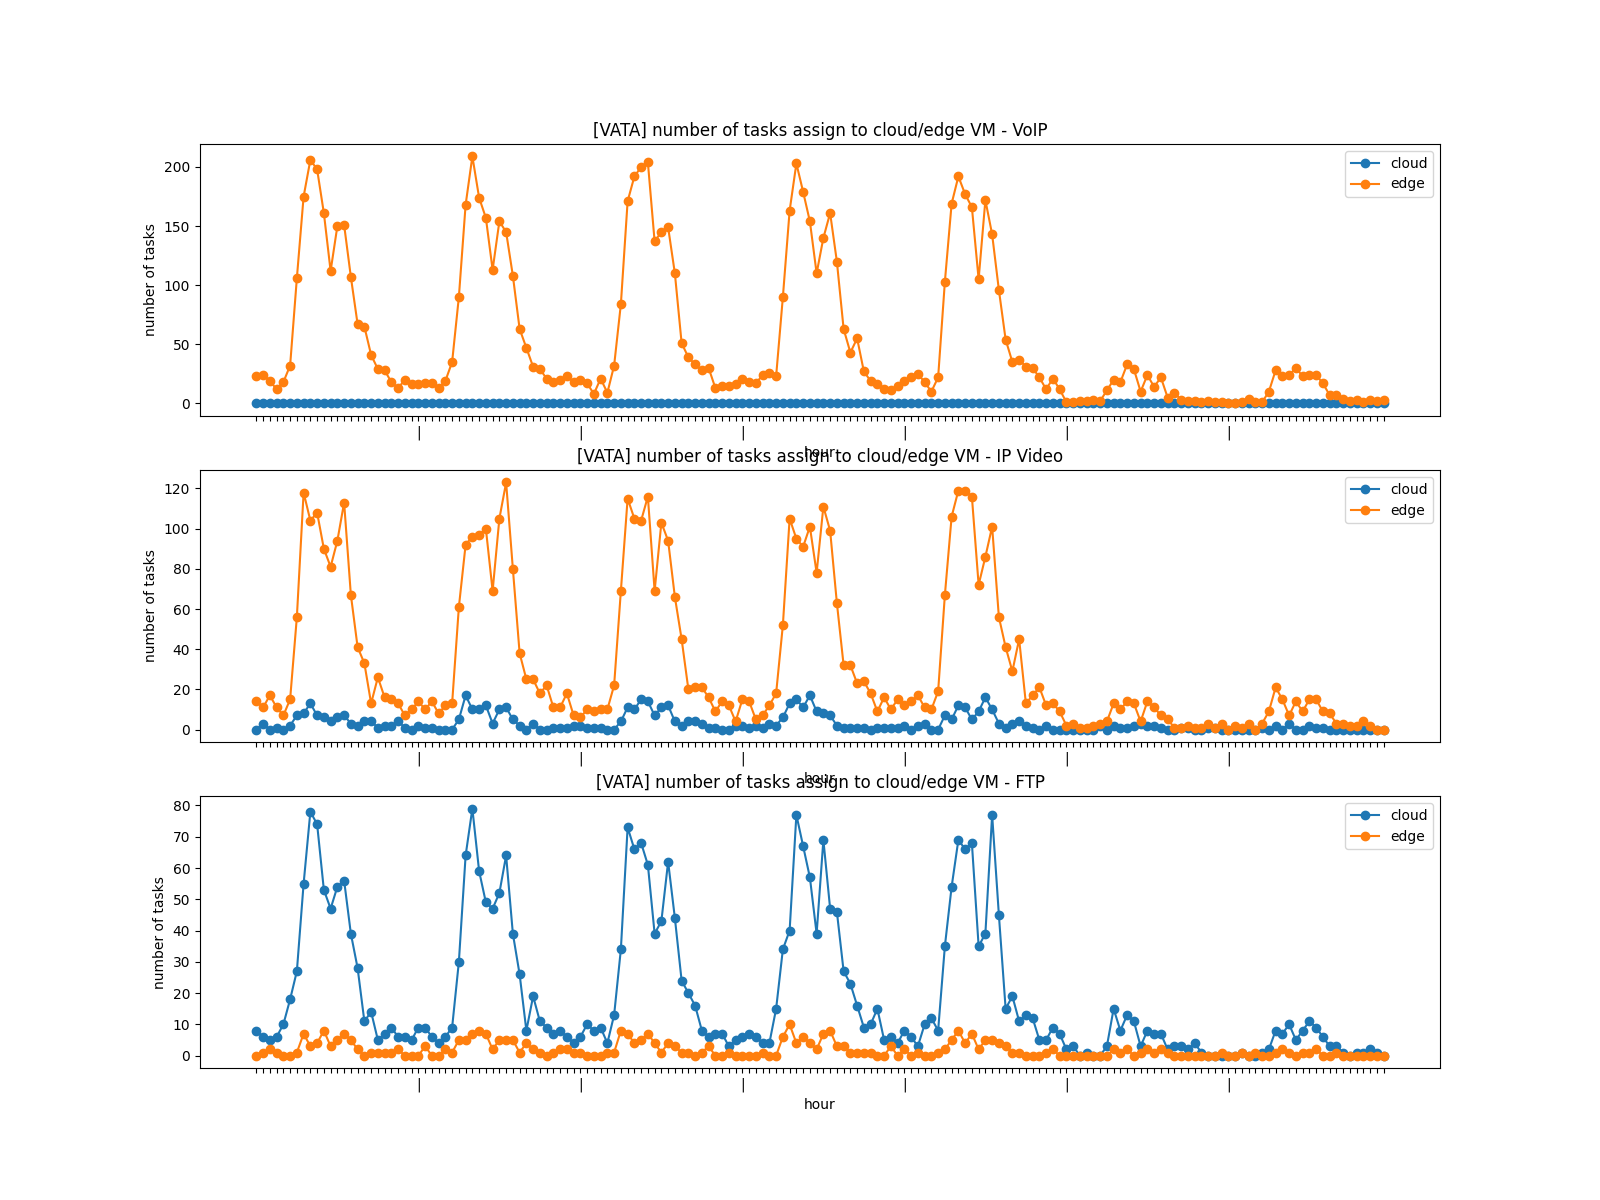 [VATA] number of tasks assign to cloud/edge VM - VoIP
cloud
edge
number of tasks
200
150
100
50
0
hour
[VATA] number of tasks assign to cloud/edge VM - IP Video
cloud
edge
number of tasks
120
100
80
60
40
20
0
hour
[VATA] number of tasks assign to cloud/edge VM - FTP
cloud
edge
number of tasks
80
70
60
50
40
30
20
10
0
hour